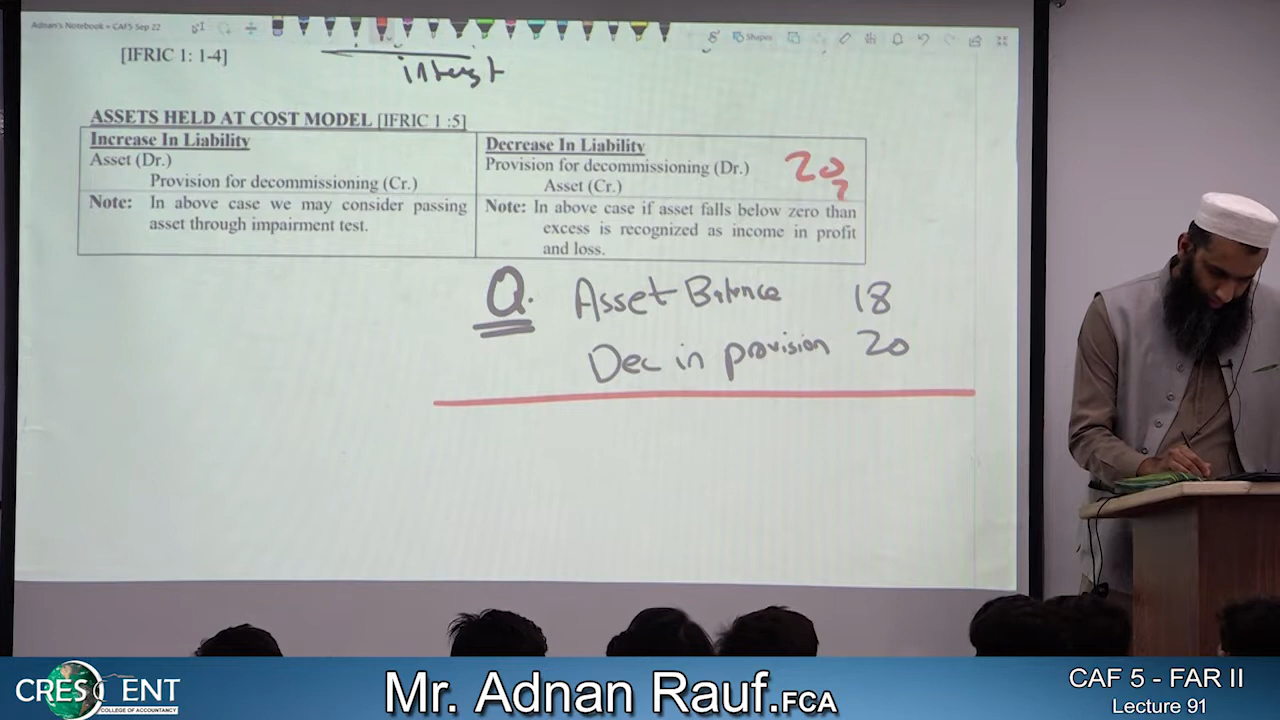 Adnan's Notebook • CAF5 Sep 22
Shapes
[IFRIC 1: 1-4]
interest
ASSETS HELD AT COST MODEL [IFRIC 1 :5]
Increase In Liability
Asset (Dr.)
Provision for decommissioning (Cr.)
Note: In above case we may consider passing
asset through impairment test.
Decrease In Liability
Provision for decommissioning (Dr.) 20
Asset (Cr.) ?
Note: In above case if asset falls below zero than
excess is recognized as income in profit
and loss.
Q. Asset Balance 18
Dec in provision 20
CRESCENT
COLLEGE OF ACCOUNTANCY
Mr. Adnan Rauf.FCA
CAF 5 - FAR II
Lecture 91